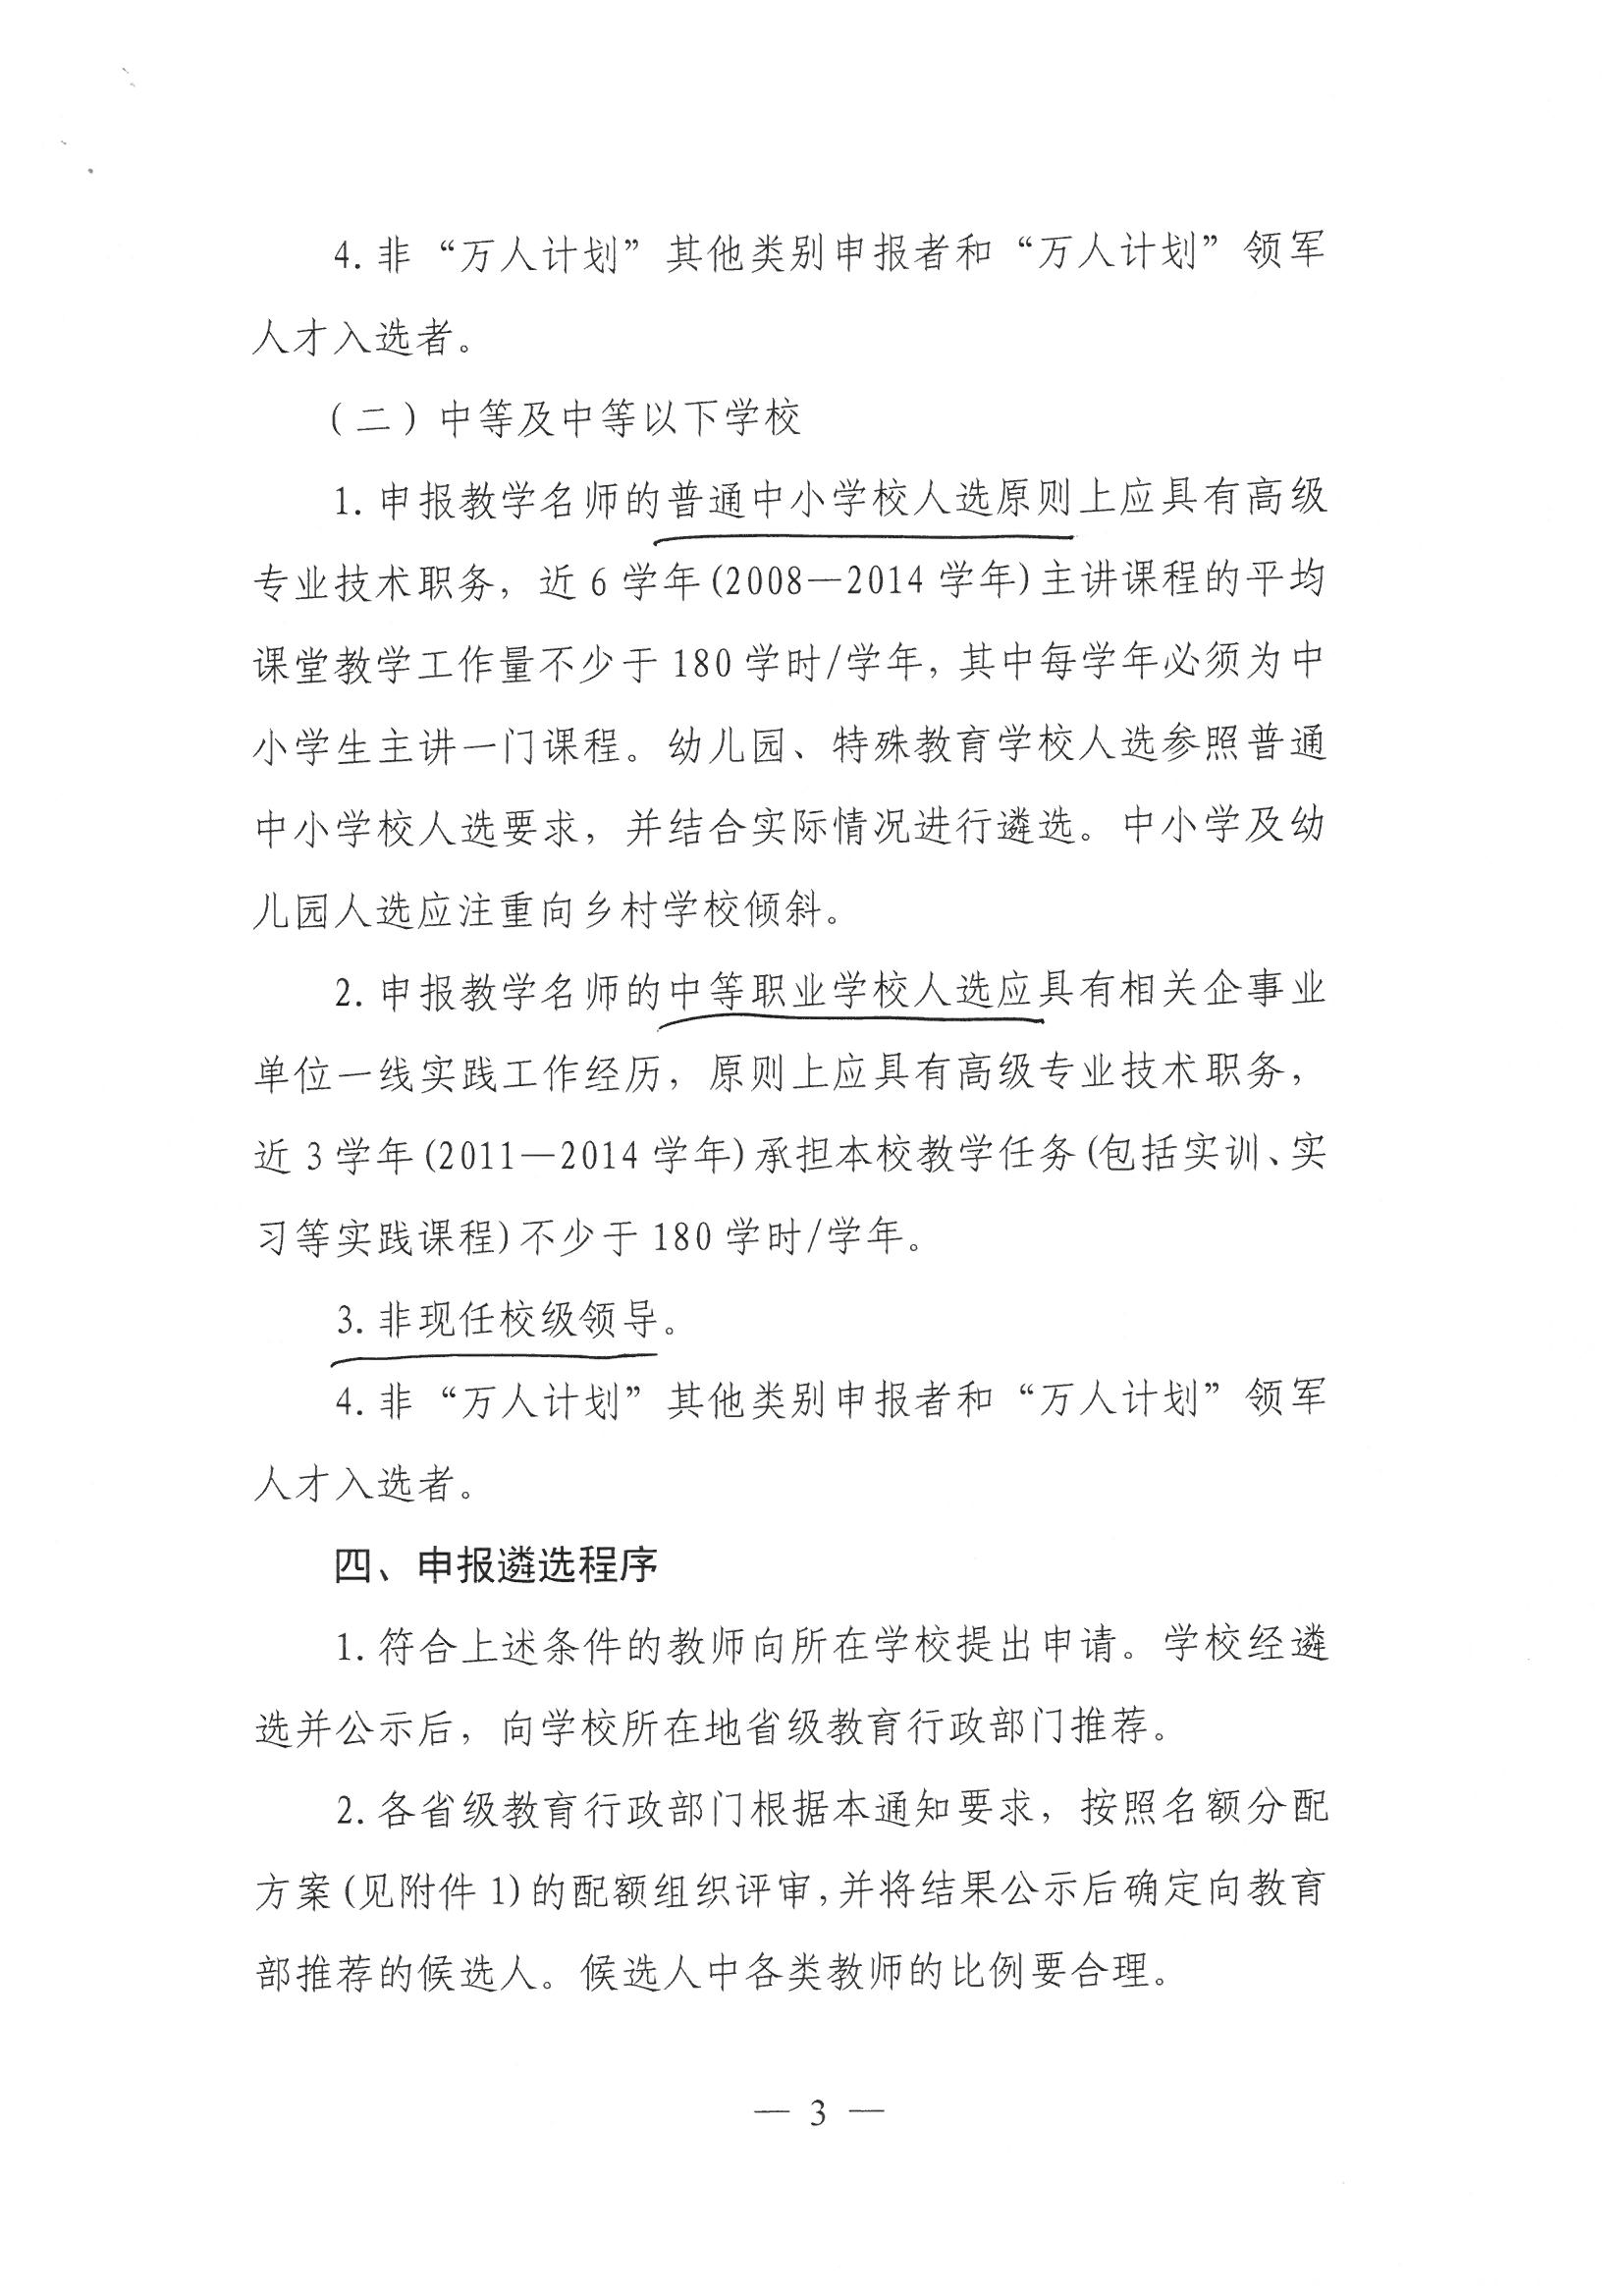 4. 非“万人计划”其他类别申报者和“万人计划”领军
人才入选者。
（二）中等及中等以下学校
1. 申报教学名师的普通中小学校人选原则上应具有高级
专业技术职务，近 6 学年(2008—2014 学年)主讲课程的平均
课堂教学工作量不少于 180 学时/学年，其中每学年必须为中
小学生主讲一门课程。幼儿园、特殊教育学校人选参照普通
中小学校人选要求，并结合实际情况进行遴选。中小学及幼
儿园人选应注重向乡村学校倾斜。
2. 申报教学名师的中等职业学校人选应具有相关企事业
单位一线实践工作经历，原则上应具有高级专业技术职务，
近 3 学年(2011—2014 学年)承担本校教学任务(包括实训、实
习等实践课程)不少于 180 学时/学年。
3. 非现任校级领导。
4. 非“万人计划”其他类别申报者和“万人计划”领军
人才入选者。
四、申报遴选程序
1. 符合上述条件的教师向所在学校提出申请。学校经遴
选并公示后，向学校所在地省级教育行政部门推荐。
2. 各省级教育行政部门根据本通知要求，按照名额分配
方案(见附件 1)的配额组织评审,并将结果公示后确定向教育
部推荐的候选人。候选人中各类教师的比例要合理。
— 3 —